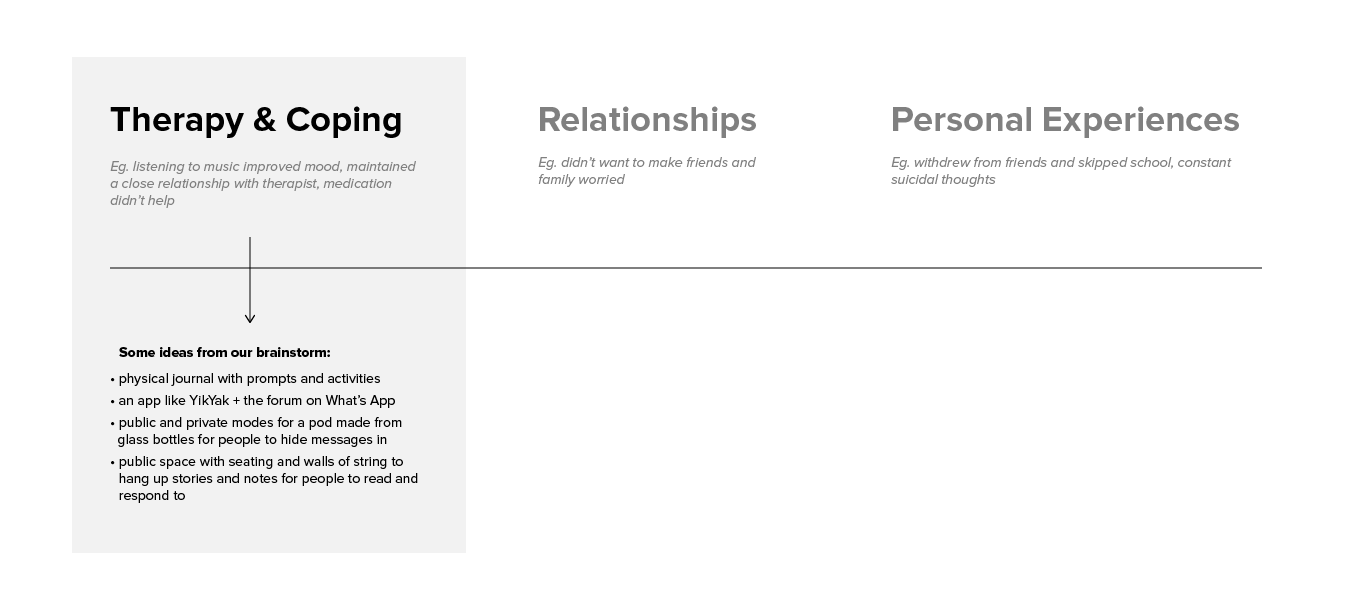 Therapy & Coping
Eg. listening to music improved mood, maintained
a close relationship with therapist, medication
didn’t help
Some ideas from our brainstorm:
• physical journal with prompts and activities
• an app like YikYak + the forum on What’s App
• public and private modes for a pod made from
glass bottles for people to hide messages in
• public space with seating and walls of string to
hang up stories and notes for people to read and
respond to
Relationships
Eg. didn’t want to make friends and
family worried
Personal Experiences
Eg. withdrew from friends and skipped school, constant
suicidal thoughts